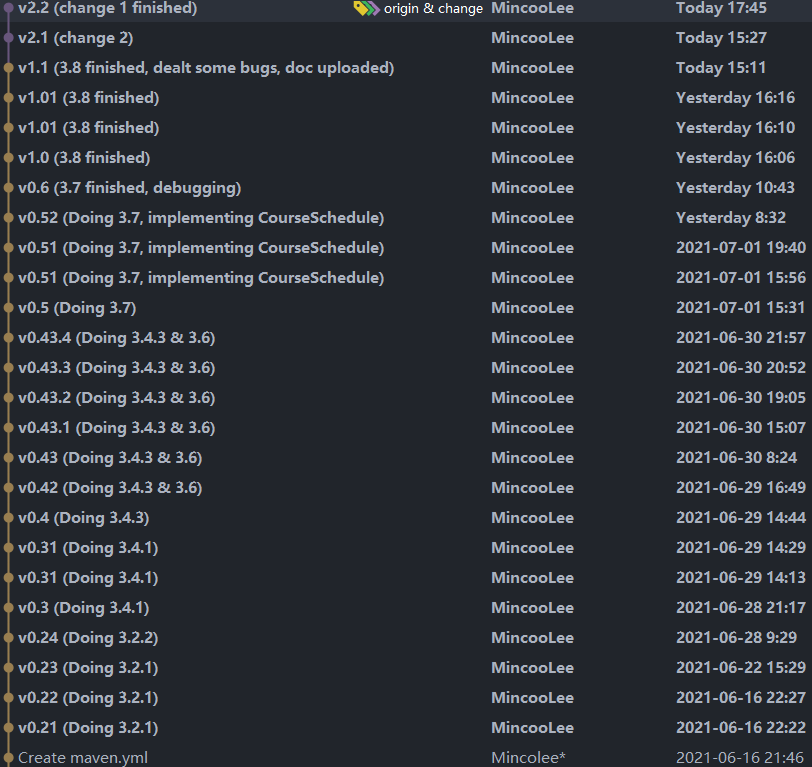 v2.2 (change 1 finished) origin & change MincooLee Today 17:45
v2.1 (change 2) MincooLee Today 15:27
v1.1 (3.8 finished, dealt some bugs, doc uploaded) MincooLee Today 15:11
v1.01 (3.8 finished) MincooLee Yesterday 16:16
v1.01 (3.8 finished) MincooLee Yesterday 16:10
v1.0 (3.8 finished) MincooLee Yesterday 16:06
v0.6 (3.7 finished, debugging) MincooLee Yesterday 10:43
v0.52 (Doing 3.7, implementing CourseSchedule) MincooLee Yesterday 8:32
v0.51 (Doing 3.7, implementing CourseSchedule) MincooLee 2021-07-01 19:40
v0.51 (Doing 3.7, implementing CourseSchedule) MincooLee 2021-07-01 15:56
v0.5 (Doing 3.7) MincooLee 2021-07-01 15:31
v0.43.4 (Doing 3.4.3 & 3.6) MincooLee 2021-06-30 21:57
v0.43.3 (Doing 3.4.3 & 3.6) MincooLee 2021-06-30 20:52
v0.43.2 (Doing 3.4.3 & 3.6) MincooLee 2021-06-30 19:05
v0.43.1 (Doing 3.4.3 & 3.6) MincooLee 2021-06-30 15:07
v0.43 (Doing 3.4.3 & 3.6) MincooLee 2021-06-30 8:24
v0.42 (Doing 3.4.3 & 3.6) MincooLee 2021-06-29 16:49
v0.4 (Doing 3.4.3) MincooLee 2021-06-29 14:44
v0.31 (Doing 3.4.1) MincooLee 2021-06-29 14:29
v0.31 (Doing 3.4.1) MincooLee 2021-06-29 14:13
v0.3 (Doing 3.4.1) MincooLee 2021-06-28 21:17
v0.24 (Doing 3.2.2) MincooLee 2021-06-28 9:29
v0.23 (Doing 3.2.1) MincooLee 2021-06-22 15:29
v0.22 (Doing 3.2.1) MincooLee 2021-06-16 22:27
v0.21 (Doing 3.2.1) MincooLee 2021-06-16 22:22
Create maven.yml Mincolee* 2021-06-16 21:46